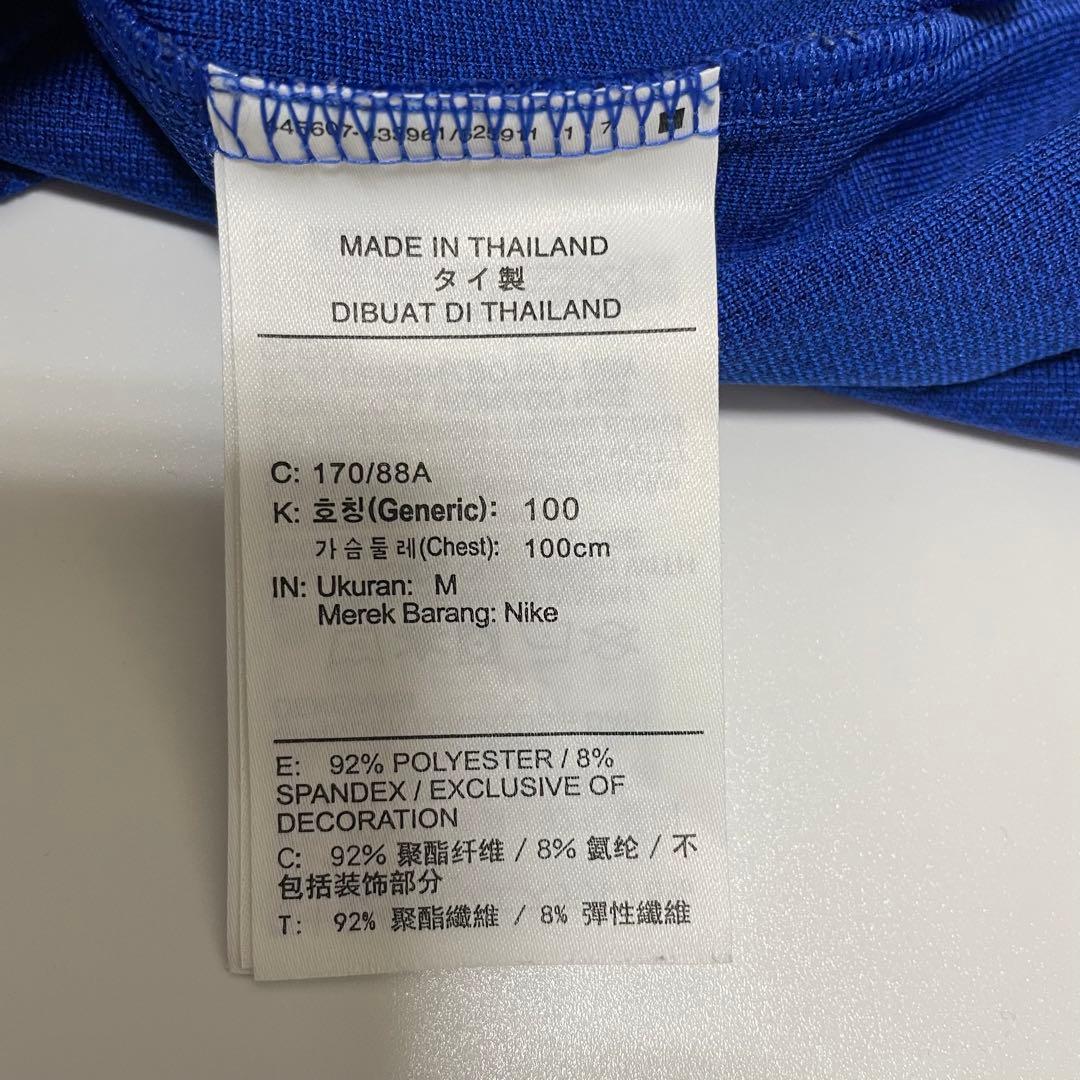 MADE IN THAILAND
タイ製
DIBUAT DI THAILAND
C: 170/88A
K: 호칭(Generic): 100
가슴둘레(Chest): 100cm
IN: Ukuran: M
Merek Barang: Nike
E: 92% POLYESTER / 8%
SPANDEX / EXCLUSIVE OF
DECORATION
C: 92% 聚酯纤维 / 8% 氨纶 / 不
包括装饰部分
T: 92% 聚酯纖維 / 8% 彈性纖維